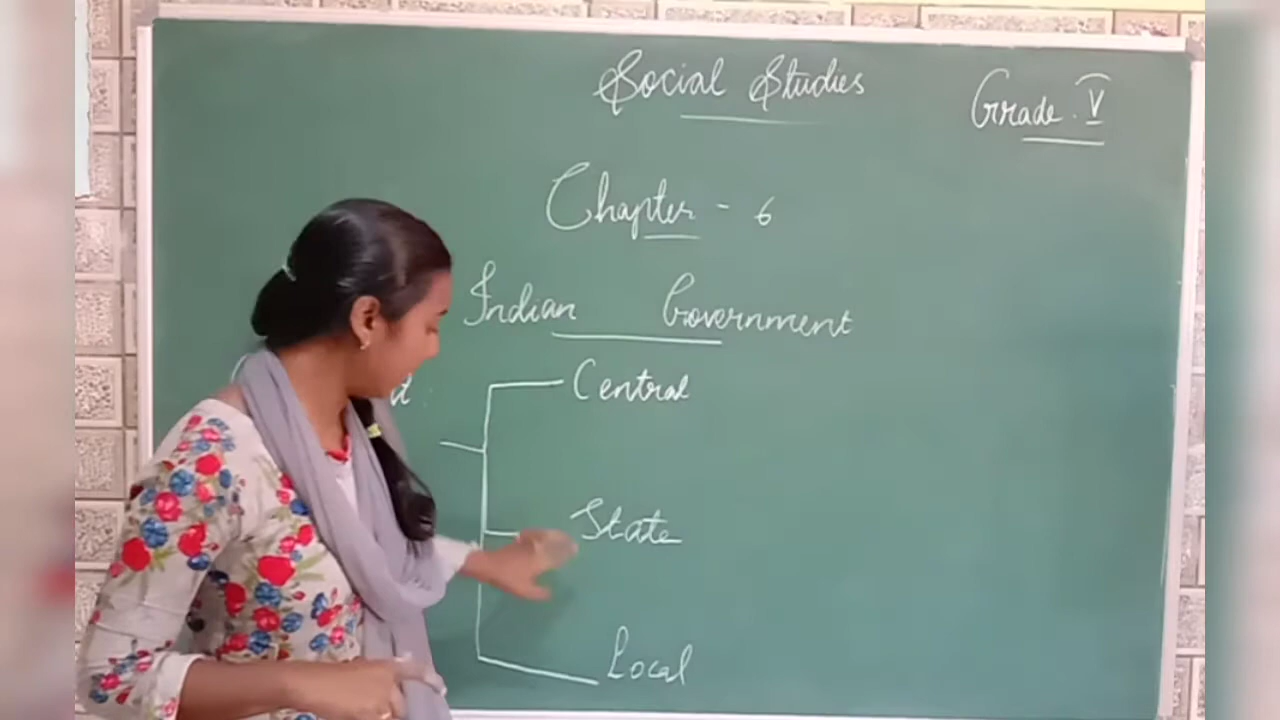 Social Studies
Grade. V
Chapter - 6
Indian Government
Central
State
Local